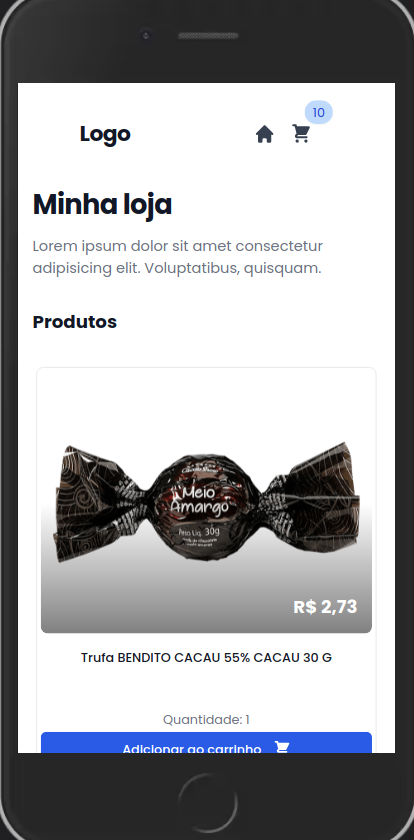 10
Logo
Minha loja
Lorem ipsum dolor sit amet consectetur
adipisicing elit. Voluptatibus, quisquam.
Produtos
Meio
Amargo
Peso Líq. 30g
R$ 2,73
Trufa BENDITO CACAU 55% CACAU 30 G
Quantidade: 1
Adicionar ao carrinho